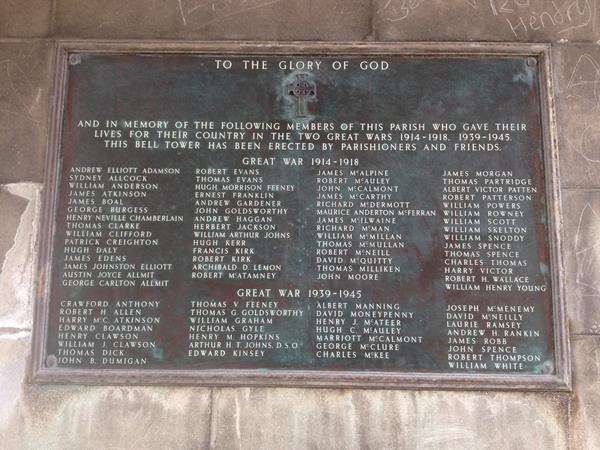 TO THE GLORY OF GOD
AND IN MEMORY OF THE FOLLOWING MEMBERS OF THIS PARISH WHO GAVE THEIR
LIVES FOR THEIR COUNTRY IN THE TWO GREAT WARS 1914-1918. 1939-1945.
THIS BELL TOWER HAS BEEN ERECTED BY PARISHIONERS AND FRIENDS.
GREAT WAR 1914-1918
ANDREW ELLIOTT ADAMSON
SYDNEY ALLCOCK
WILLIAM ANDERSON
JAMES ATKINSON
JAMES BOAL
GEORGE BURGESS
HENRY NEVILLE CHAMBERLAIN
THOMAS CLARKE
WILLIAM CLIFFORD
PATRICK CREIGHTON
HUGH DALY
JAMES EDENS
JAMES JOHNSTON ELLIOTT
AUSTIN JOYCE ALLMIT
GEORGE CARLTON ALLMIT
ROBERT EVANS
THOMAS EVANS
HUGH MORRISON FEENEY
ERNEST FRANKLIN
ANDREW GARDENER
JOHN GOLDSWORTHY
ANDREW HAGGAN
HERBERT JACKSON
WILLIAM ARTHUR JOHNS
HUGH KERR
FRANCIS KIRK
ROBERT KIRK
ARCHIBALD D. LEMON
ROBERT McATAMNEY
JAMES McALPINE
ROBERT McAULEY
JOHN McCALMONT
JAMES McCARTHY
RICHARD McDERMOTT
MAURICE ANDERTON McFERRAN
JAMES McILWAINE
RICHARD McMAN
WILLIAM McMILLAN
THOMAS McMULLAN
ROBERT McNEILL
DAVID McQUITTY
THOMAS MILLIKEN
JOHN MOORE
JAMES MORGAN
THOMAS PARTRIDGE
ALBERT VICTOR PATTEN
ROBERT PATTERSON
WILLIAM POWERS
WILLIAM ROWNEY
WILLIAM SCOTT
WILLIAM SKELTON
WILLIAM SNODDY
JAMES SPENCE
THOMAS SPENCE
CHARLES THOMAS
HARRY VICTOR
ROBERT H. WALLACE
WILLIAM HENRY YOUNG
GREAT WAR 1939-1945
CRAWFORD ANTHONY
ROBERT H. ALLEN
HARRY McC. ATKINSON
EDWARD BOARDMAN
HENRY CLAWSON
WILLIAM J. CLAWSON
THOMAS DICK
JOHN B. DUMIGAN
THOMAS V. FEENEY
THOMAS G. GOLDSWORTHY
WILLIAM GRAHAM
NICHOLAS GYLE
HENRY M. HOPKINS
ARTHUR H. T. JOHNS. D.S.O.
EDWARD KINSEY
ALBERT MANNING
DAVID MONEYPENNY
HENRY J. McATEER
HUGH C. McAULEY
MARRIOTT McCALMONT
GEORGE McCLURE
CHARLES McKEE
JOSEPH McMENEMY
DAVID McNEILLY
LAURIE RAMSEY
ANDREW H. RANKIN
JAMES ROBB
JOHN SPENCE
ROBERT THOMPSON
WILLIAM WHITE
Hendry